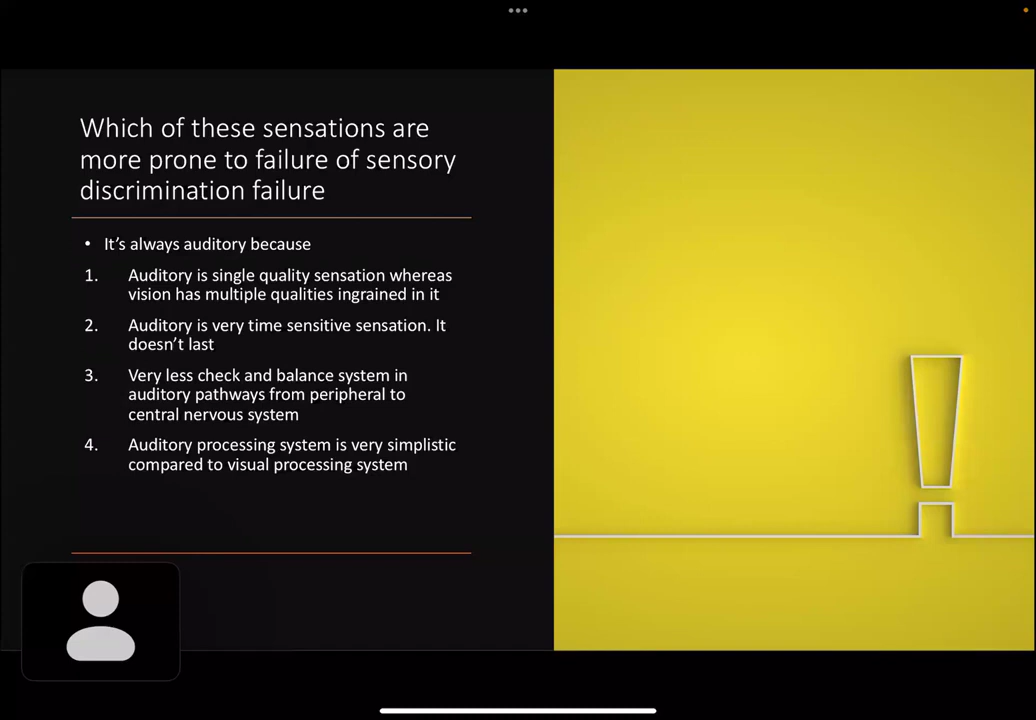 Which of these sensations are
more prone to failure of sensory
discrimination failure
• It's always auditory because
1. Auditory is single quality sensation whereas
vision has multiple qualities ingrained in it
2. Auditory is very time sensitive sensation. It
doesn't last
3. Very less check and balance system in
auditory pathways from peripheral to
central nervous system
4. Auditory processing system is very simplistic
compared to visual processing system